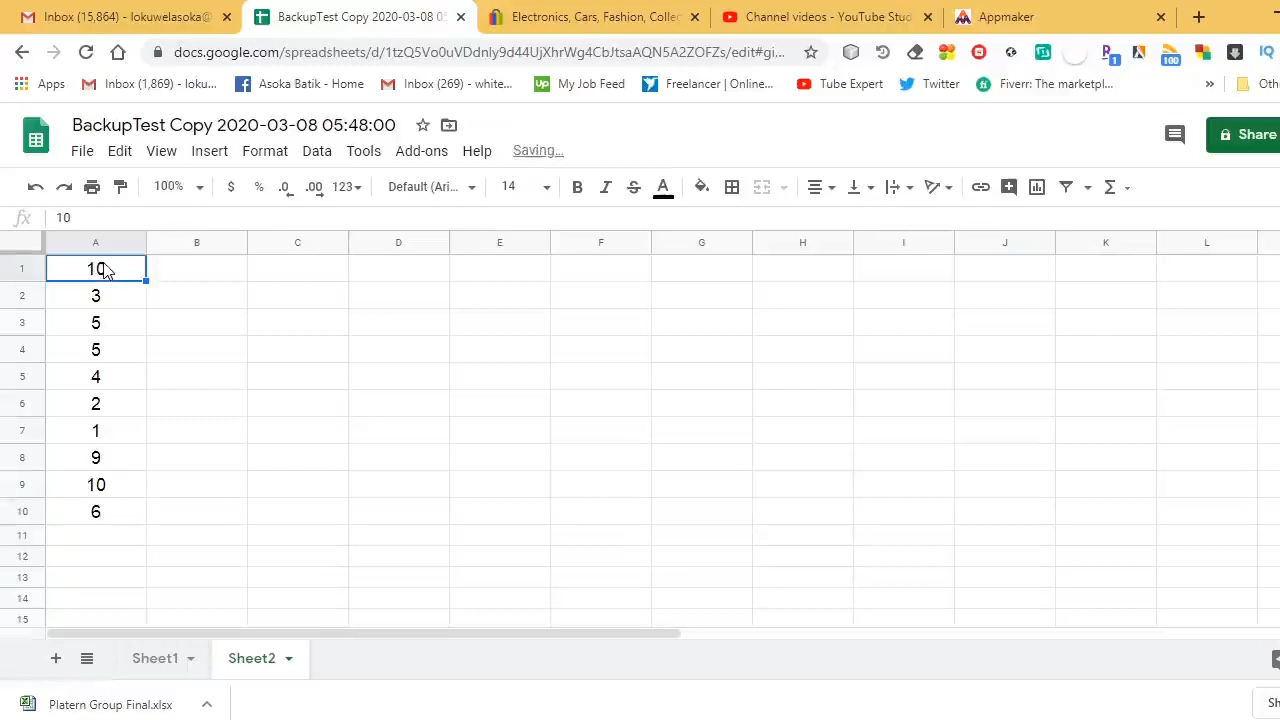 Inbox (15,864) - lokuwelasoka@
BackupTest Copy 2020-03-08 05
Electronics, Cars, Fashion, Collec
Channel videos - YouTube Stud
Appmaker
docs.google.com/spreadsheets/d/
Apps
Inbox (1,869) - loku...
Asoka Batik - Home
Inbox (269) - white...
My Job Feed
Freelancer | Online...
Tube Expert
Twitter
Fiverr: The marketpl...
»
Oth
BackupTest Copy 2020-03-08 05:48:00
Share
File Edit View Insert Format Data Tools Add-ons Help Saving...
100% $ % .0 .00 123 Default (Ari... 14 B I S A
fx 10
A B C D E F G H I J K L
1 10
2 3
3 5
4 5
5 4
6 2
7 1
8 9
9 10
10 6
11
12
13
14
15
+ Sheet1 Sheet2
Platern Group Final.xlsx
Sh